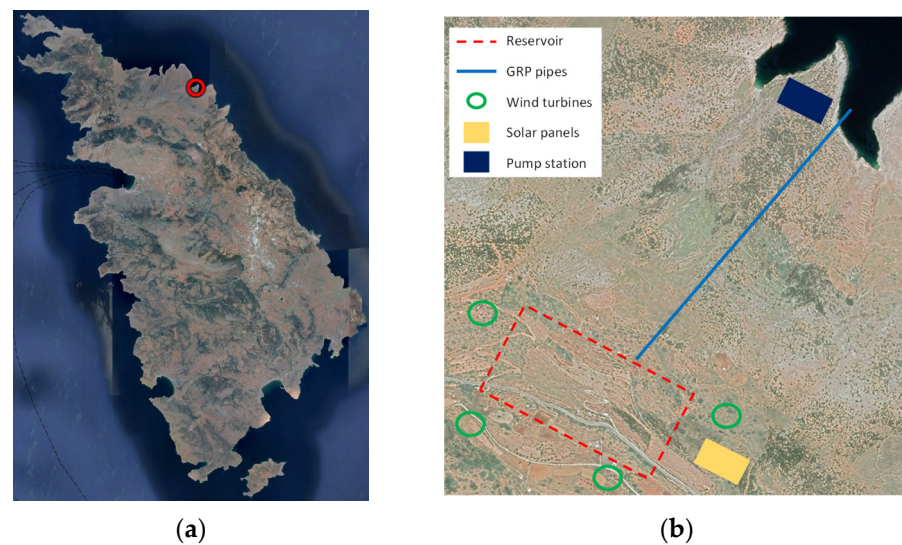 Reservoir
GRP pipes
Wind turbines
Solar panels
Pump station
(a)
(b)